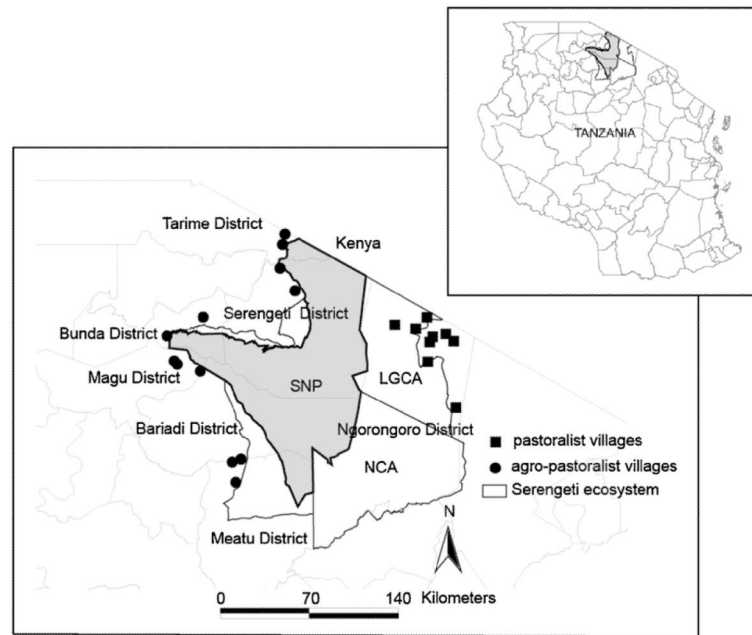 TANZANIA
Tarime District
Kenya
Serengeti District
Bunda District
Magu District
SNP
LGCA
Bariadi District
Ngorongoro District
pastoralist villages
agro-pastoralist villages
NCA
Serengeti ecosystem
N
Meatu District
0 70 140 Kilometers